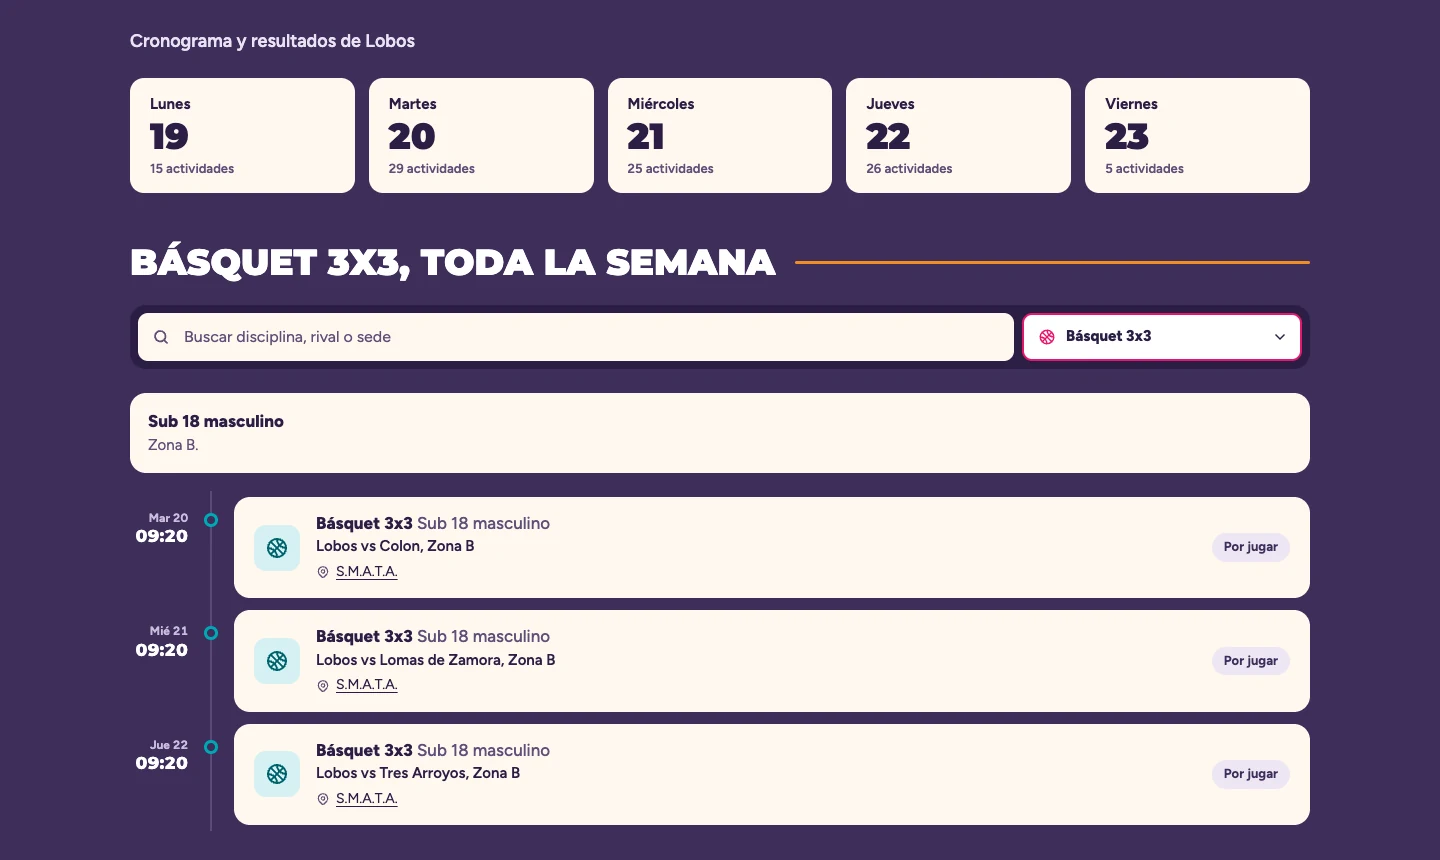 Cronograma y resultados de Lobos
Lunes
19
15 actividades
Martes
20
29 actividades
Miércoles
21
25 actividades
Jueves
22
26 actividades
Viernes
23
5 actividades
BÁSQUET 3X3, TODA LA SEMANA
Buscar disciplina, rival o sede
Básquet 3x3
Sub 18 masculino
Zona B.
Mar 20
09:20
Básquet 3x3 Sub 18 masculino
Lobos vs Colon, Zona B
S.M.A.T.A.
Por jugar
Mié 21
09:20
Básquet 3x3 Sub 18 masculino
Lobos vs Lomas de Zamora, Zona B
S.M.A.T.A.
Por jugar
Jue 22
09:20
Básquet 3x3 Sub 18 masculino
Lobos vs Tres Arroyos, Zona B
S.M.A.T.A.
Por jugar